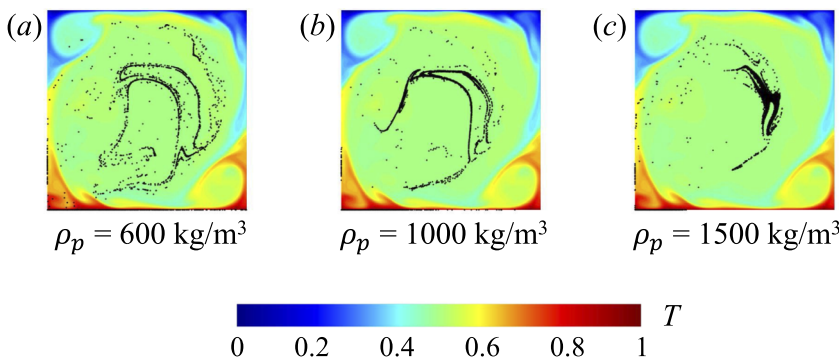 (a) (b) (c)
ρₚ = 600 kg/m³ ρₚ = 1000 kg/m³ ρₚ = 1500 kg/m³
T
0 0.2 0.4 0.6 0.8 1